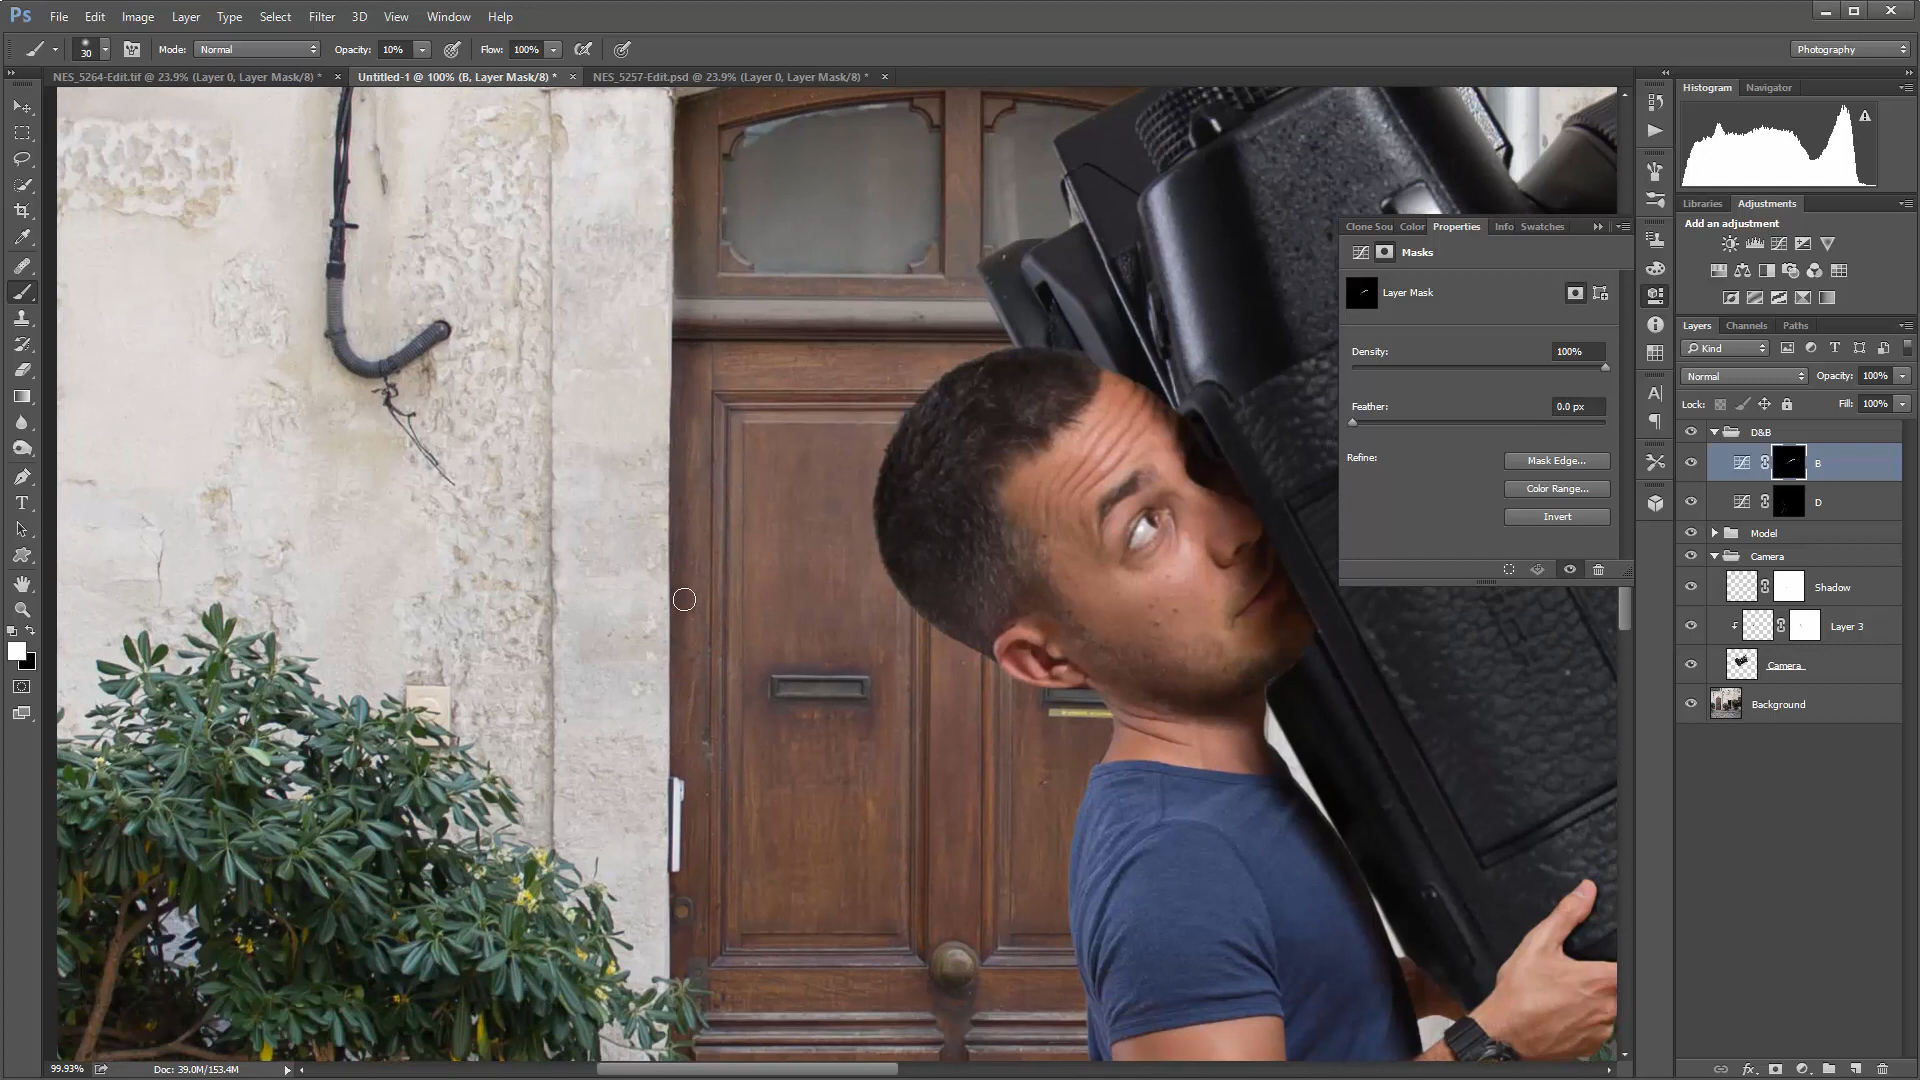 Ps File Edit Image Layer Type Select Filter 3D View Window Help
30 Mode: Normal Opacity: 10% Flow: 100% Photography
NES_5264-Edit.tif @ 23.9% (Layer 0, Layer Mask/8) * × Untitled-1 @ 100% (B, Layer Mask/8) * × NES_5257-Edit.psd @ 23.9% (Layer 0, Layer Mask/8) * ×
Histogram Navigator
Libraries Adjustments
Add an adjustment
Clone Sou Color Properties Info Swatches
Masks
Layer Mask
Density: 100%
Feather: 0.0 px
Refine: Mask Edge...
Color Range...
Invert
Layers Channels Paths
Kind
Normal Opacity: 100%
Lock: Fill: 100%
D&B
B
D
Model
Camera
Shadow
Layer 3
Camera
Background
99.93% Doc: 39.0M/153.4M